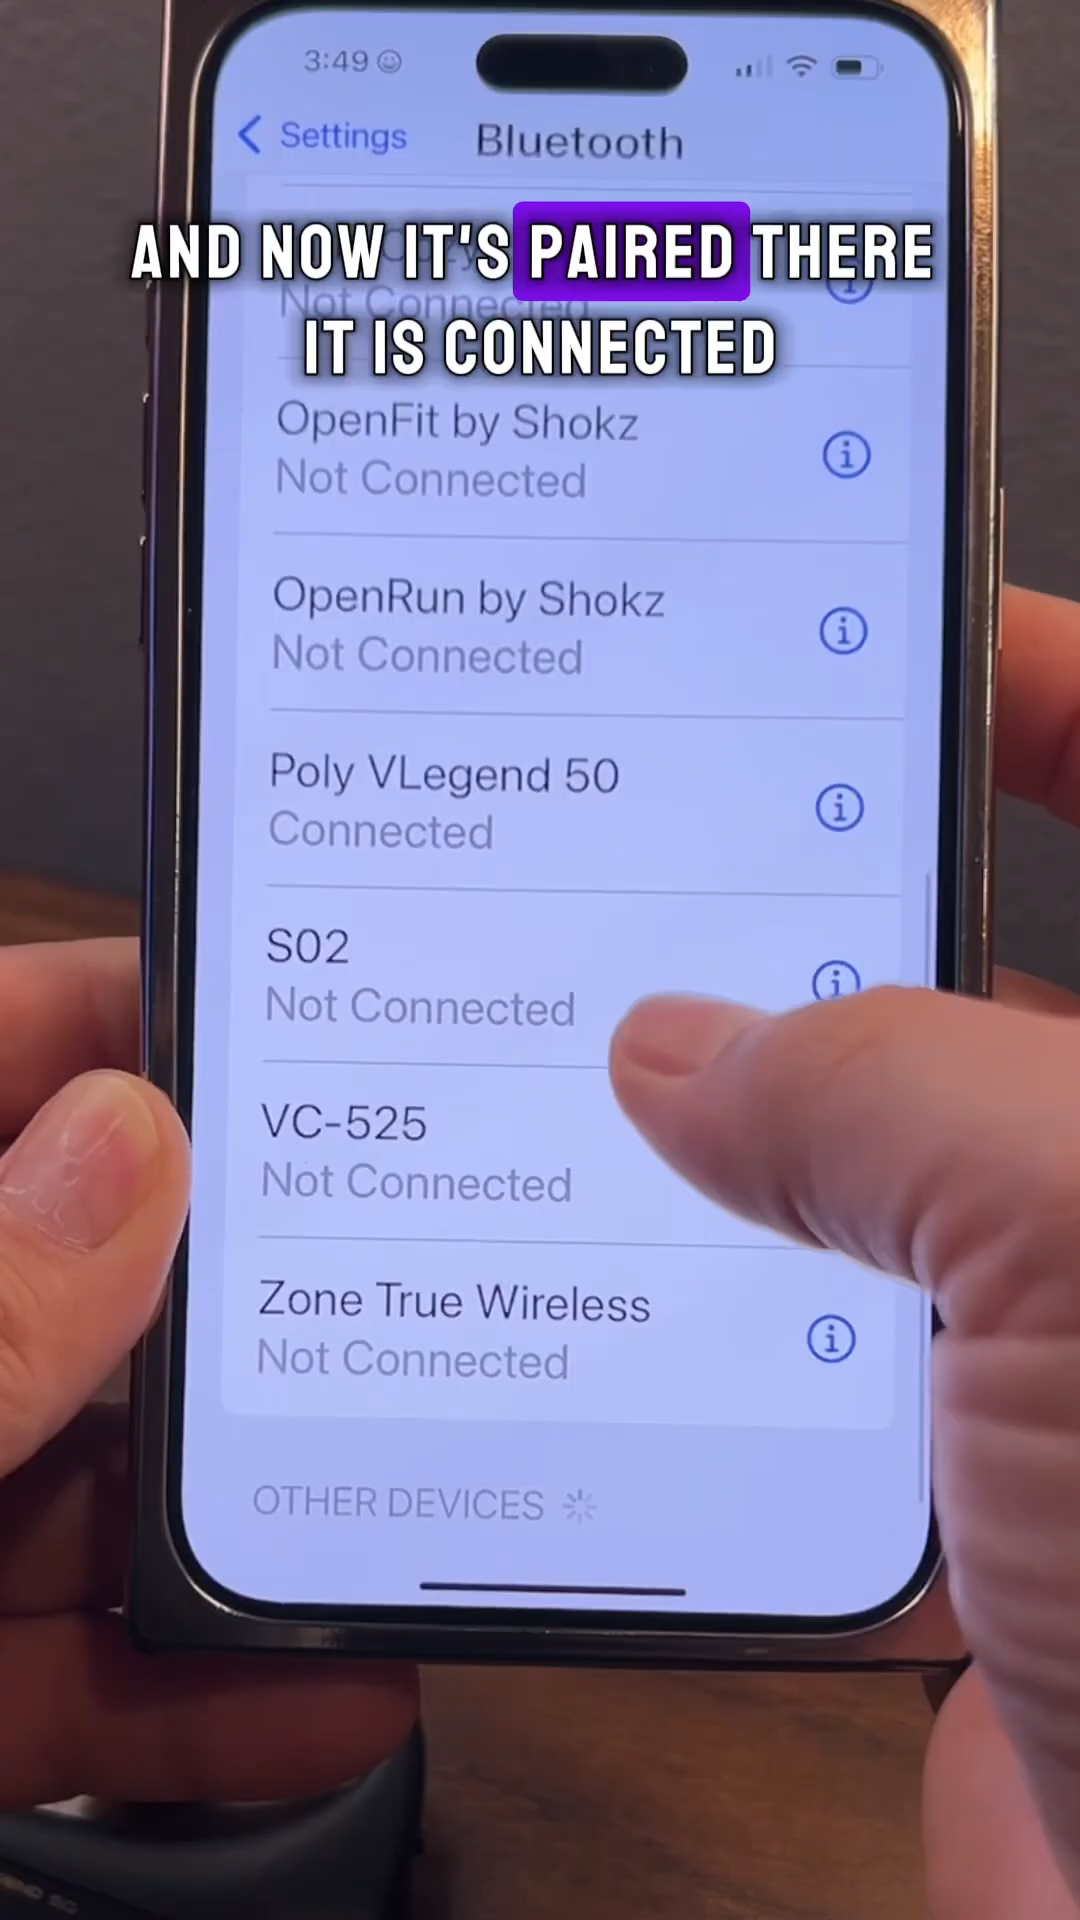 3:49
Settings
Bluetooth
AND NOW IT'S PAIRED THERE
IT IS CONNECTED
Not Connected
OpenFit by Shokz
Not Connected
OpenRun by Shokz
Not Connected
Poly VLegend 50
Connected
S02
Not Connected
VC-525
Not Connected
Zone True Wireless
Not Connected
OTHER DEVICES